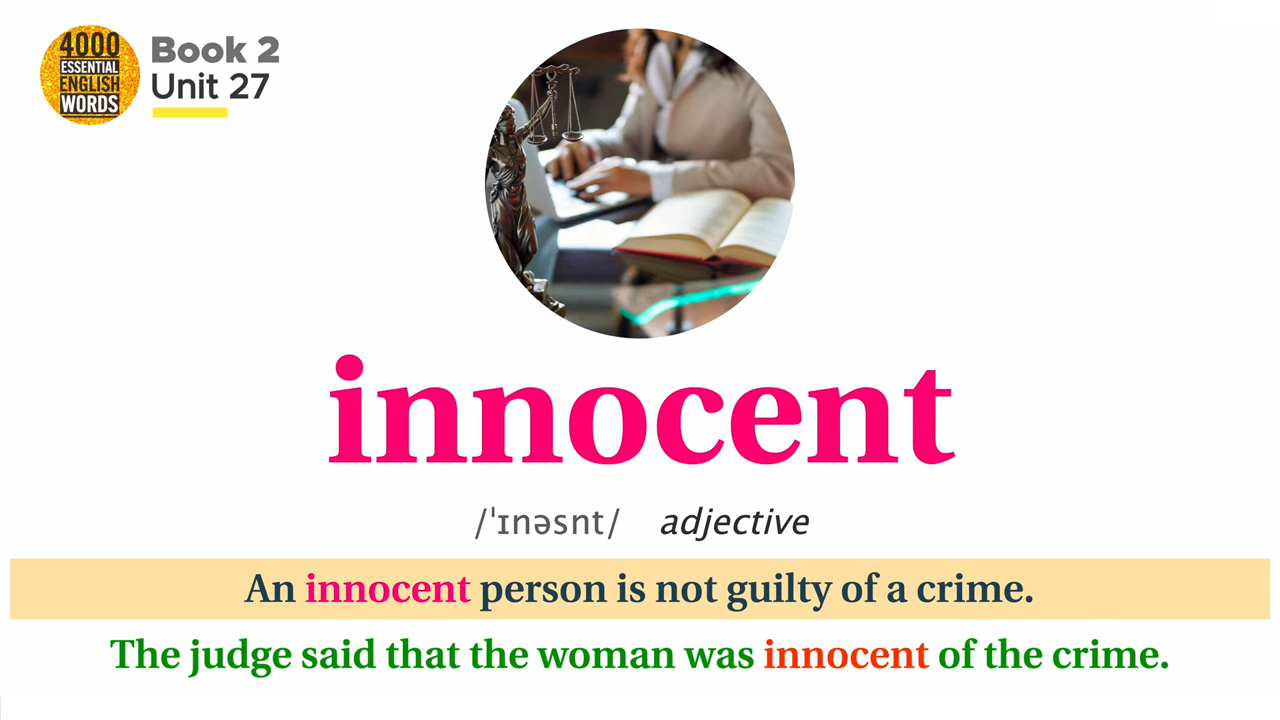 4000
ESSENTIAL
ENGLISH
WORDS
Book 2
Unit 27
innocent
/ˈɪnəsnt/ adjective
An innocent person is not guilty of a crime.
The judge said that the woman was innocent of the crime.